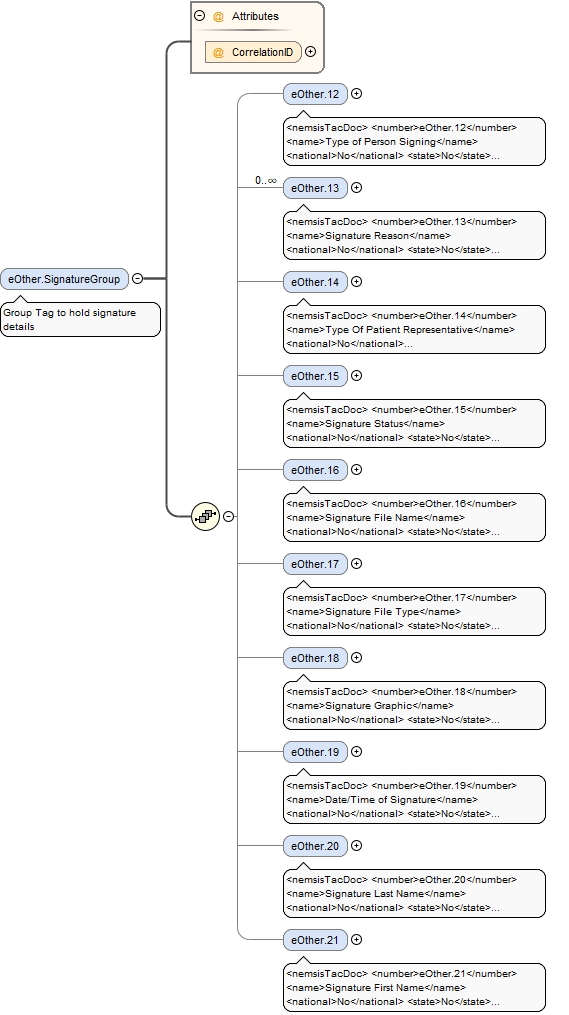 Attributes
CorrelationID
eOther.SignatureGroup
Group Tag to hold signature
details
eOther.12
<nemsisTacDoc> <number>eOther.12</number>
<name>Type of Person Signing</name>
<national>No</national> <state>No</state>...
0..∞
eOther.13
<nemsisTacDoc> <number>eOther.13</number>
<name>Signature Reason</name>
<national>No</national> <state>No</state>...
eOther.14
<nemsisTacDoc> <number>eOther.14</number>
<name>Type Of Patient Representative</name>
<national>No</national>...
eOther.15
<nemsisTacDoc> <number>eOther.15</number>
<name>Signature Status</name>
<national>No</national> <state>No</state>...
eOther.16
<nemsisTacDoc> <number>eOther.16</number>
<name>Signature File Name</name>
<national>No</national> <state>No</state>...
eOther.17
<nemsisTacDoc> <number>eOther.17</number>
<name>Signature File Type</name>
<national>No</national> <state>No</state>...
eOther.18
<nemsisTacDoc> <number>eOther.18</number>
<name>Signature Graphic</name>
<national>No</national> <state>No</state>...
eOther.19
<nemsisTacDoc> <number>eOther.19</number>
<name>Date/Time of Signature</name>
<national>No</national> <state>No</state>...
eOther.20
<nemsisTacDoc> <number>eOther.20</number>
<name>Signature Last Name</name>
<national>No</national> <state>No</state>...
eOther.21
<nemsisTacDoc> <number>eOther.21</number>
<name>Signature First Name</name>
<national>No</national> <state>No</state>...